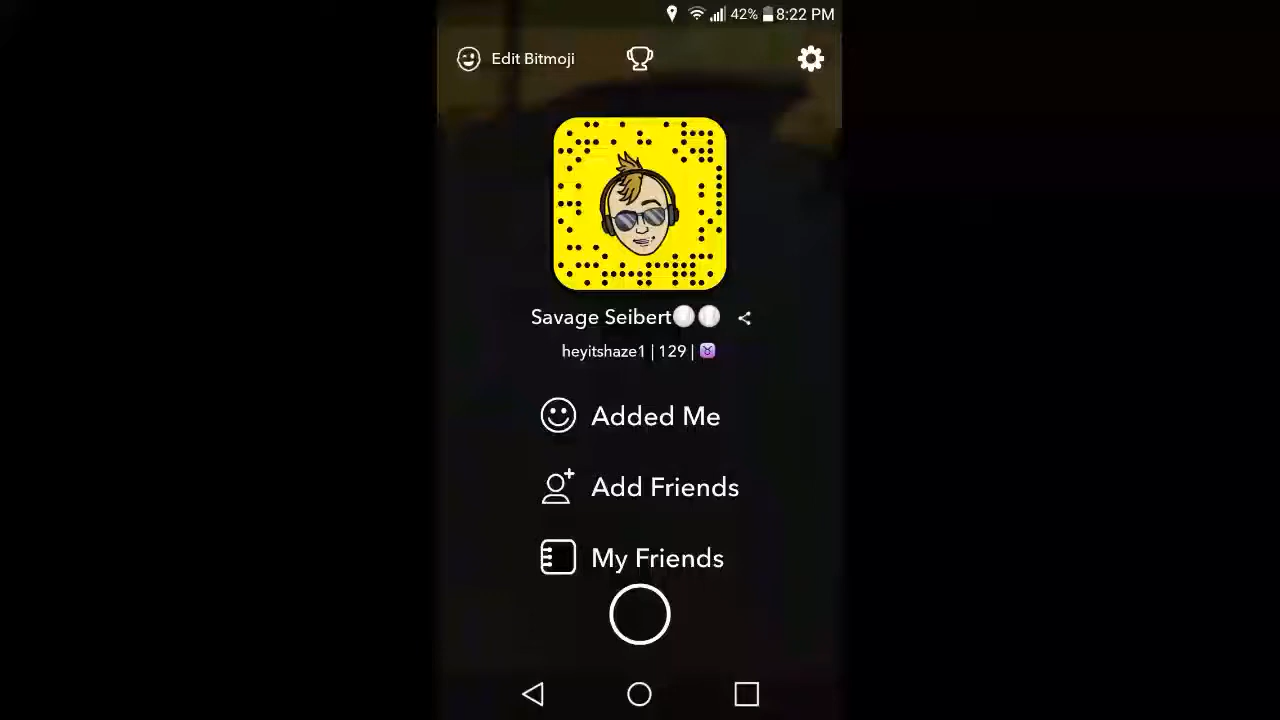 42% 8:22 PM
Edit Bitmoji
Savage Seibert
heyitshaze1 | 129 | ♉
Added Me
Add Friends
My Friends